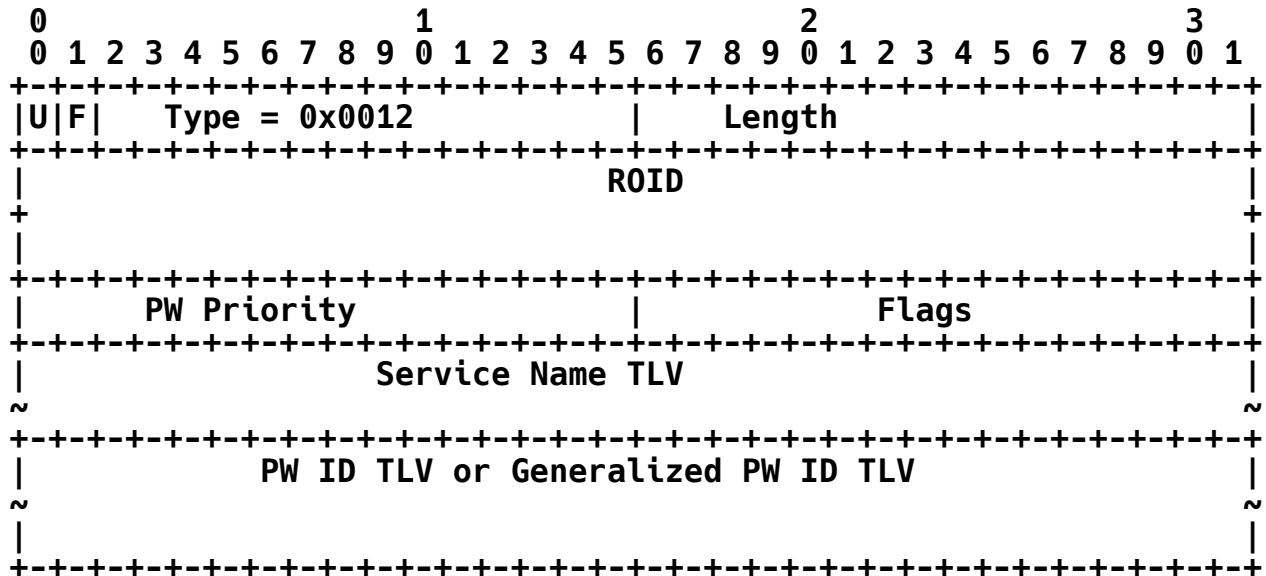 0                   1                   2                   3
 0 1 2 3 4 5 6 7 8 9 0 1 2 3 4 5 6 7 8 9 0 1 2 3 4 5 6 7 8 9 0 1
+-+-+-+-+-+-+-+-+-+-+-+-+-+-+-+-+-+-+-+-+-+-+-+-+-+-+-+-+-+-+-+-+
|U|F|   Type = 0x0012           |    Length                     |
+-+-+-+-+-+-+-+-+-+-+-+-+-+-+-+-+-+-+-+-+-+-+-+-+-+-+-+-+-+-+-+-+
|                              ROID                             |
+                                                               +
|                                                               |
+-+-+-+-+-+-+-+-+-+-+-+-+-+-+-+-+-+-+-+-+-+-+-+-+-+-+-+-+-+-+-+-+
|      PW Priority              |            Flags              |
+-+-+-+-+-+-+-+-+-+-+-+-+-+-+-+-+-+-+-+-+-+-+-+-+-+-+-+-+-+-+-+-+
|                  Service Name TLV                             |
~                                                               ~
+-+-+-+-+-+-+-+-+-+-+-+-+-+-+-+-+-+-+-+-+-+-+-+-+-+-+-+-+-+-+-+-+
|            PW ID TLV or Generalized PW ID TLV                 |
~                                                               ~
|                                                               |
+-+-+-+-+-+-+-+-+-+-+-+-+-+-+-+-+-+-+-+-+-+-+-+-+-+-+-+-+-+-+-+-+